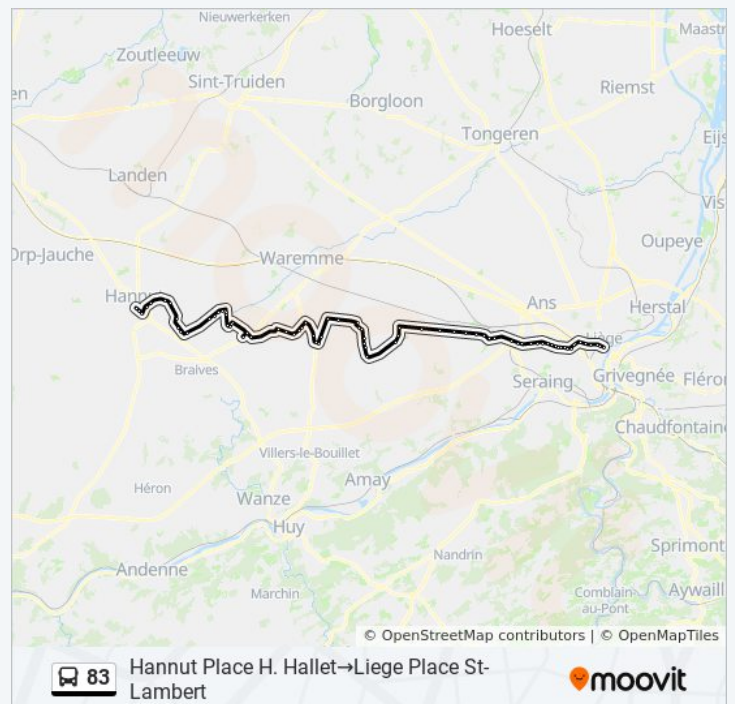 Nieuwerkerken
Hoeselt
Maastr
Zoutleeuw
en
Sint-Truiden
Riemst
Borgloon
Tongeren
Eijs
Landen
Vis
Orp-Jauche
Oupeye
Waremme
Hannu
Ans
Herstal
Liège
Braives
Seraing
Grivegnée
Fléron
Chaudfontaine
Villers-le-Bouillet
Amay
Héron
Wanze
Huy
Sprimont
Nandrin
Andenne
Marchin
Comblain
-au-Pont
Aywaill
© OpenStreetMap contributors | © OpenMapTiles
83
Hannut Place H. Hallet→Liege Place St-
Lambert
moovit